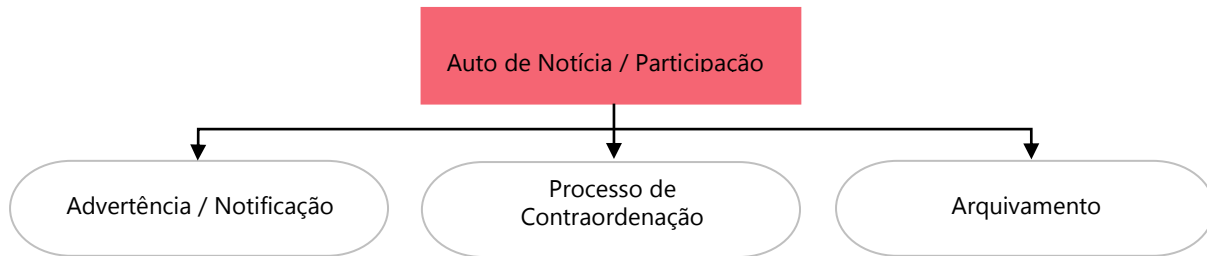 Auto de Notícia / Participação
Advertência / Notificação
Processo de
Contraordenação
Arquivamento